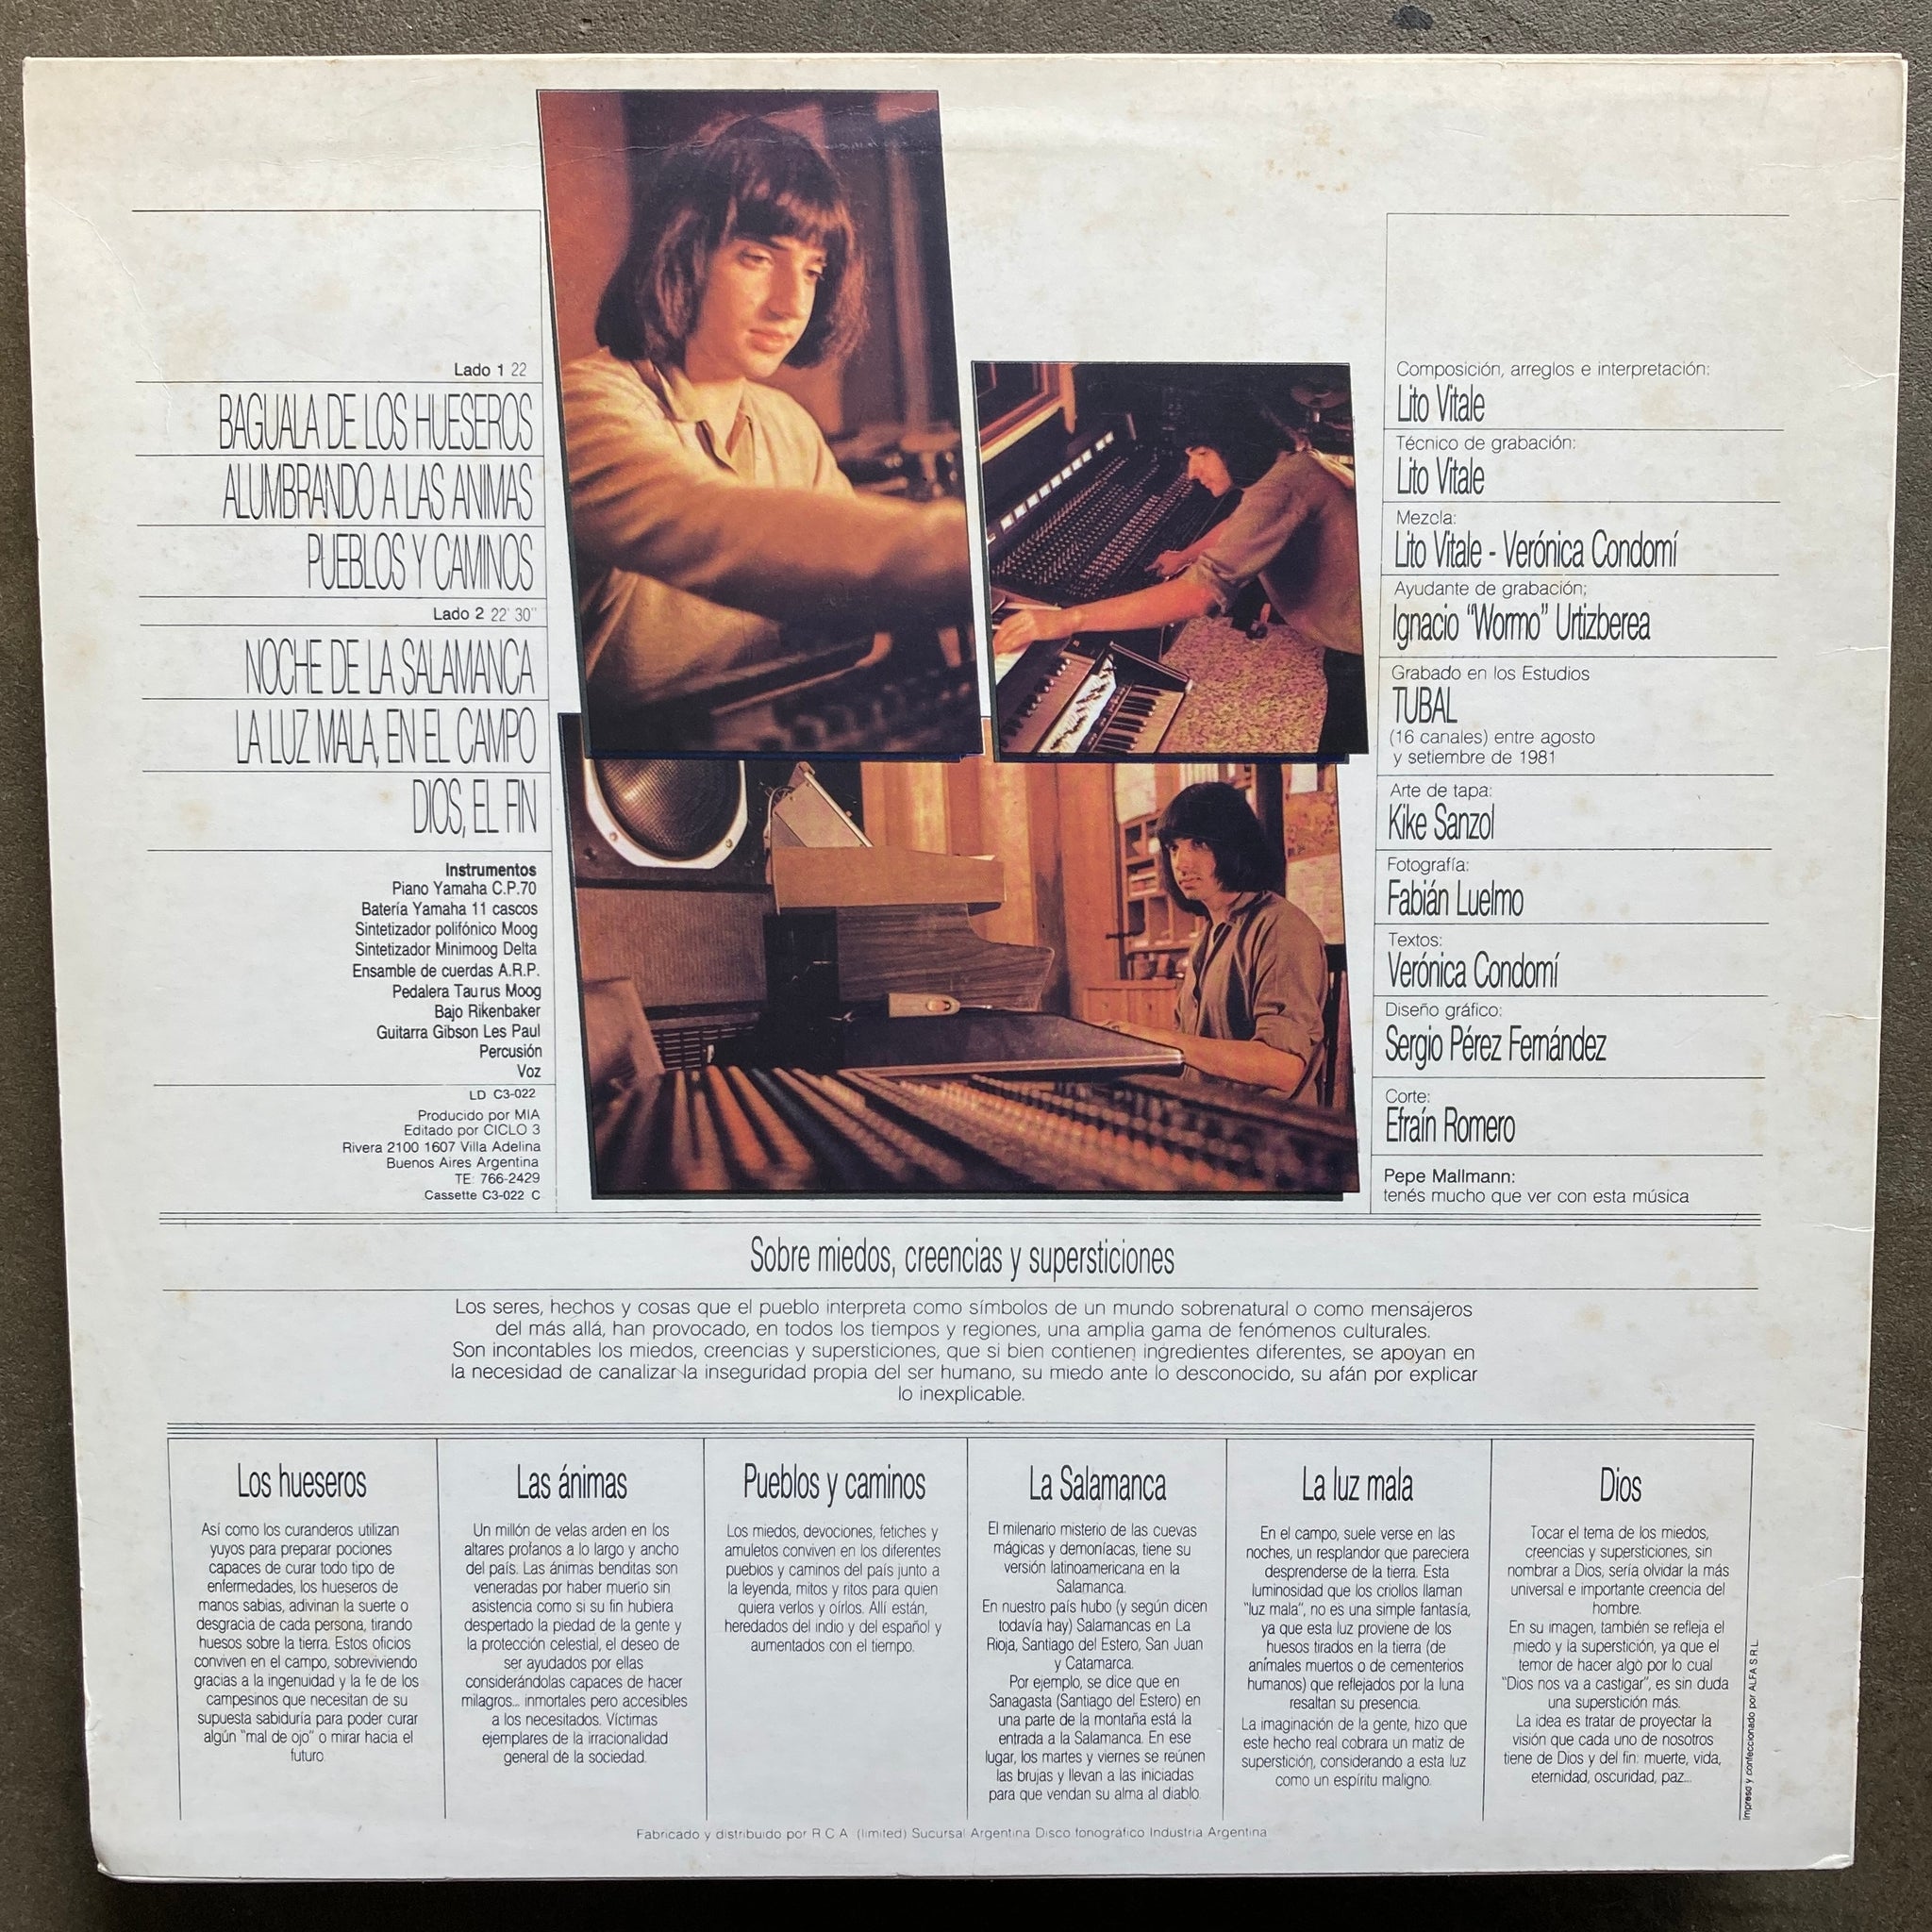 Lado 1 22
BAGUALA DE LOS HUESEROS
ALUMBRANDO A LAS ANIMAS
PUEBLOS Y CAMINOS
Lado 2 22' 30"
NOCHE DE LA SALAMANCA
LA LUZ MALA, EN EL CAMPO
DIOS, EL FIN
Instrumentos
Piano Yamaha C.P.70
Batería Yamaha 11 cascos
Sintetizador polifónico Moog
Sintetizador Minimoog Delta
Ensamble de cuerdas A.R.P.
Pedalera Taurus Moog
Bajo Rikenbaker
Guitarra Gibson Les Paul
Percusión
Voz
LD C3-022
Producido por MIA
Editado por CICLO 3
Rivera 2100 1607 Villa Adelina
Buenos Aires Argentina
TE: 766-2429
Cassette C3-022 C
Composición, arreglos e interpretación:
Lito Vitale
Técnico de grabación:
Lito Vitale
Mezcla:
Lito Vitale - Verónica Condomí
Ayudante de grabación;
Ignacio "Wormo" Urtizberea
Grabado en los Estudios
TUBAL
(16 canales) entre agosto
y setiembre de 1981
Arte de tapa:
Kike Sanzol
Fotografía:
Fabián Luelmo
Textos:
Verónica Condomí
Diseño gráfico:
Sergio Pérez Fernández
Corte:
Efraín Romero
Pepe Mallmann:
tenés mucho que ver con esta música
Sobre miedos, creencias y supersticiones
Los seres, hechos y cosas que el pueblo interpreta como símbolos de un mundo sobrenatural o como mensajeros
del más allá, han provocado, en todos los tiempos y regiones, una amplia gama de fenómenos culturales.
Son incontables los miedos, creencias y supersticiones, que si bien contienen ingredientes diferentes, se apoyan en
la necesidad de canalizar la inseguridad propia del ser humano, su miedo ante lo desconocido, su afán por explicar
lo inexplicable.
Los hueseros
Así como los curanderos utilizan
yuyos para preparar pociones
capaces de curar todo tipo de
enfermedades, los hueseros de
manos sabias, adivinan la suerte o
desgracia de cada persona, tirando
huesos sobre la tierra. Estos oficios
conviven en el campo, sobreviviendo
gracias a la ingenuidad y la fe de los
campesinos que necesitan de su
supuesta sabiduría para poder curar
algún "mal de ojo" o mirar hacia el
futuro.
Las ánimas
Un millón de velas arden en los
altares profanos a lo largo y ancho
del país. Las ánimas benditas son
veneradas por haber muerto sin
asistencia como si su fin hubiera
despertado la piedad de la gente y
la protección celestial, el deseo de
ser ayudados por ellas
considerándolas capaces de hacer
milagros... inmortales pero accesibles
a los necesitados. Víctimas
ejemplares de la irracionalidad
general de la sociedad.
Pueblos y caminos
Los miedos, devociones, fetiches y
amuletos conviven en los diferentes
pueblos y caminos del país junto a
la leyenda, mitos y ritos para quien
quiera verlos y oírlos. Allí están,
heredados del indio y del español y
aumentados con el tiempo.
La Salamanca
El milenario misterio de las cuevas
mágicas y demoníacas, tiene su
versión latinoamericana en la
Salamanca.
En nuestro país hubo (y según dicen
todavía hay) Salamancas en La
Rioja, Santiago del Estero, San Juan
y Catamarca.
Por ejemplo, se dice que en
Sanagasta (Santiago del Estero) en
una parte de la montaña está la
entrada a la Salamanca. En ese
lugar, los martes y viernes se reúnen
las brujas y llevan a las iniciadas
para que vendan su alma al diablo.
La luz mala
En el campo, suele verse en las
noches, un resplandor que pareciera
desprenderse de la tierra. Esta
luminosidad que los criollos llaman
"luz mala", no es una simple fantasía,
ya que esta luz proviene de los
huesos tirados en la tierra (de
animales muertos o de cementerios
humanos) que reflejados por la luna
resaltan su presencia.
La imaginación de la gente, hizo que
este hecho real cobrara un matiz de
superstición, considerando a esta luz
como un espíritu maligno.
Dios
Tocar el tema de los miedos,
creencias y supersticiones, sin
nombrar a Dios, sería olvidar la más
universal e importante creencia del
hombre.
En su imagen, también se refleja el
miedo y la superstición, ya que el
temor de hacer algo por lo cual
"Dios nos va a castigar", es sin duda
una superstición más.
La idea es tratar de proyectar la
visión que cada uno de nosotros
tiene de Dios y del fin: muerte, vida,
eternidad, oscuridad, paz...
Impreso y confeccionado por ALFA S.R.L.
Fabricado y distribuido por R C A (limited) Sucursal Argentina Disco fonográfico Industria Argentina